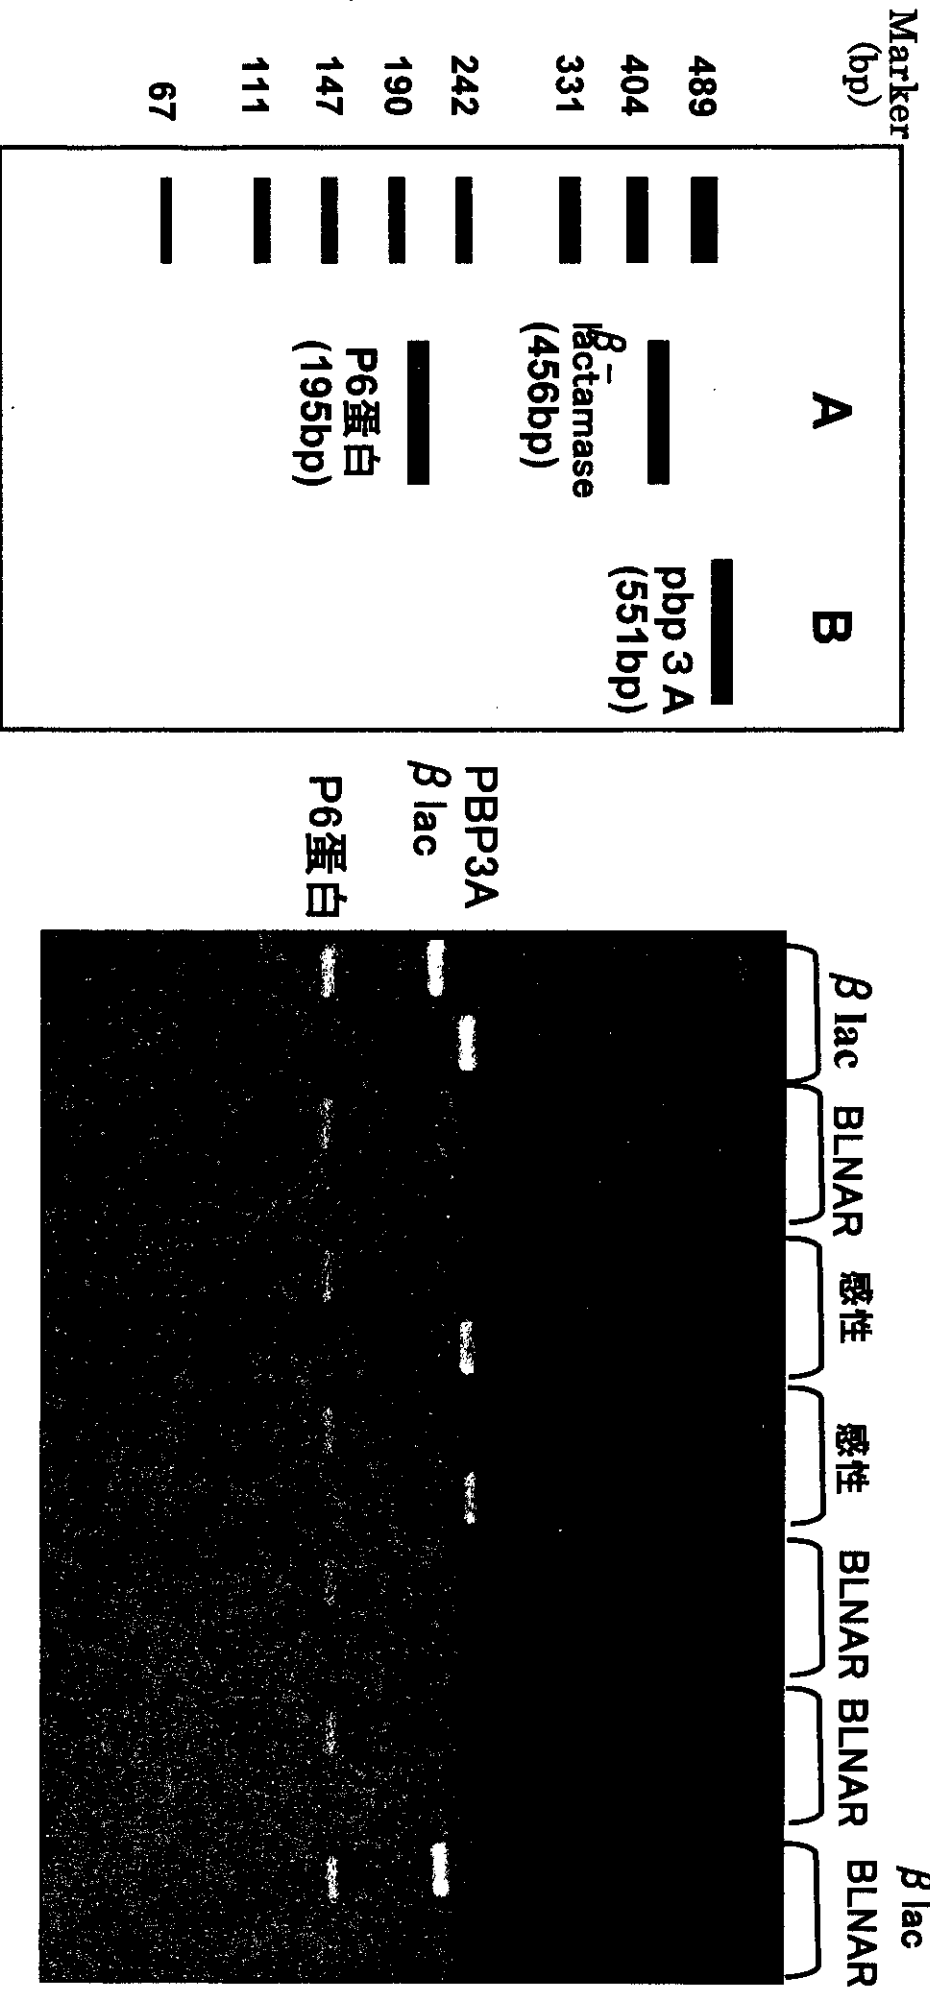 Marker
(bp)
489
404
331
242
190
147
111
67
A
B
β-
lactamase
(456bp)
P6蛋白
(195bp)
pbp 3 A
(551bp)
PBP3A
β lac
P6蛋白
β lac
BLNAR
感性
感性
BLNAR
BLNAR
β lac
BLNAR